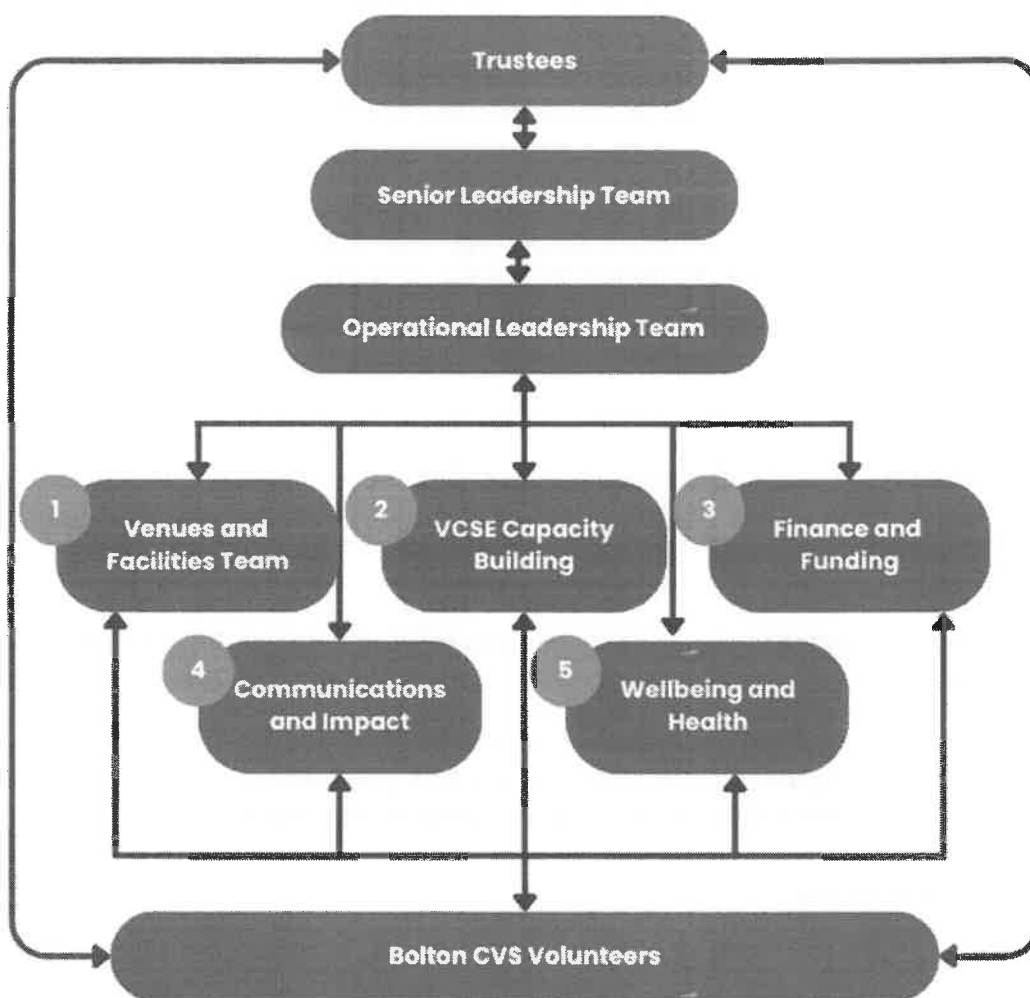 Trustees
Senior Leadership Team
Operational Leadership Team
1
Venues and
Facilities Team
2
VCSE Capacity
Building
3
Finance and
Funding
4
Communications
and Impact
5
Wellbeing and
Health
Bolton CVS Volunteers